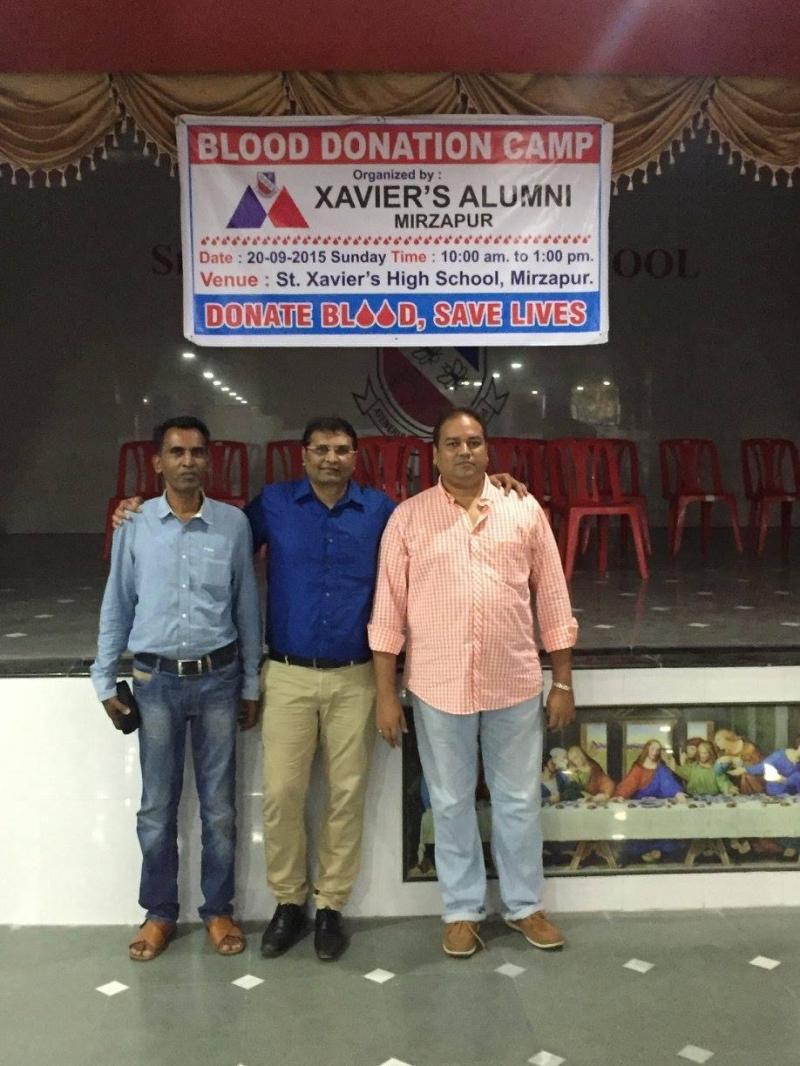 BLOOD DONATION CAMP
Organized by :
XAVIER'S ALUMNI
MIRZAPUR
Date : 20-09-2015 Sunday Time : 10:00 am. to 1:00 pm.
Venue : St. Xavier's High School, Mirzapur.
DONATE BLOOD, SAVE LIVES